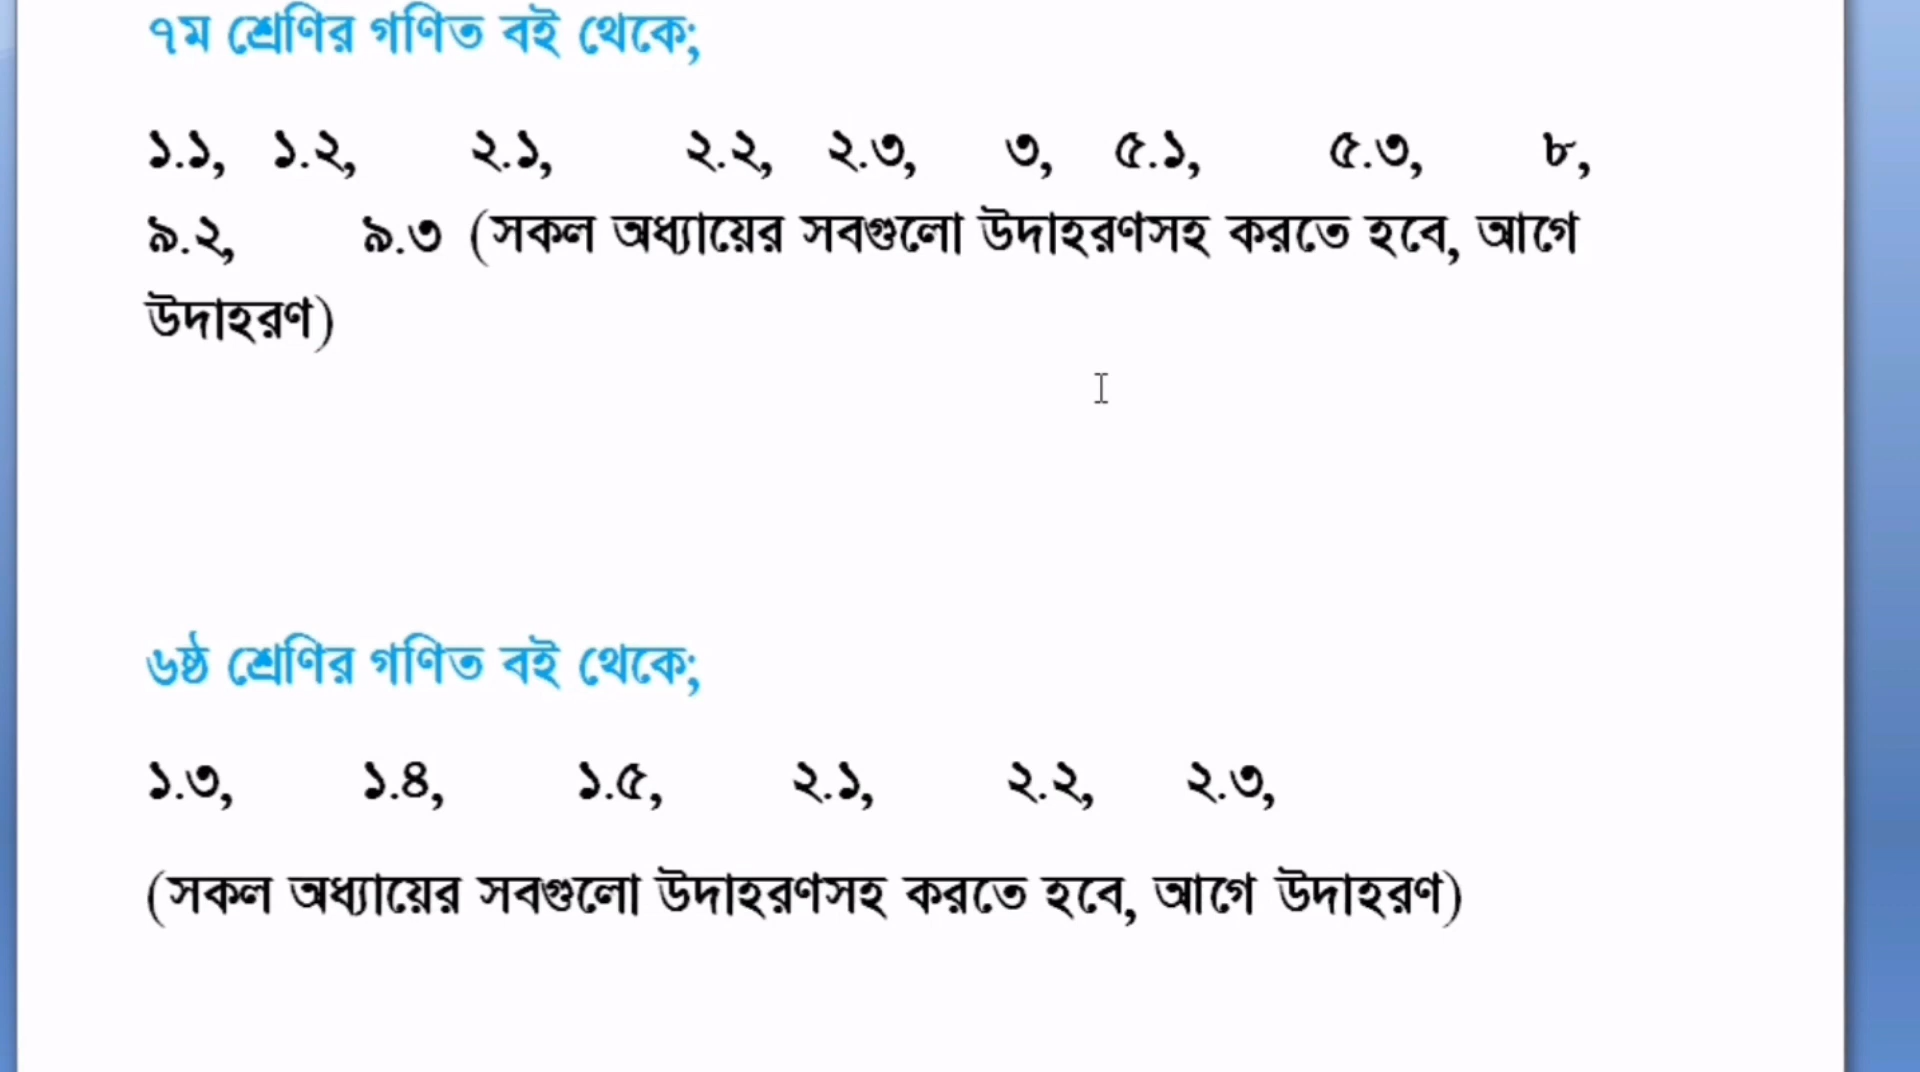 ৭ম শ্রেণির গণিত বই থেকে;
১.১, ১.২, ২.১, ২.২, ২.৩, ৩, ৫.১, ৫.৩, ৮,
৯.২, ৯.৩ (সকল অধ্যায়ের সবগুলো উদাহরণসহ করতে হবে, আগে
উদাহরণ)
৬ষ্ঠ শ্রেণির গণিত বই থেকে;
১.৩, ১.৪, ১.৫, ২.১, ২.২, ২.৩,
(সকল অধ্যায়ের সবগুলো উদাহরণসহ করতে হবে, আগে উদাহরণ)